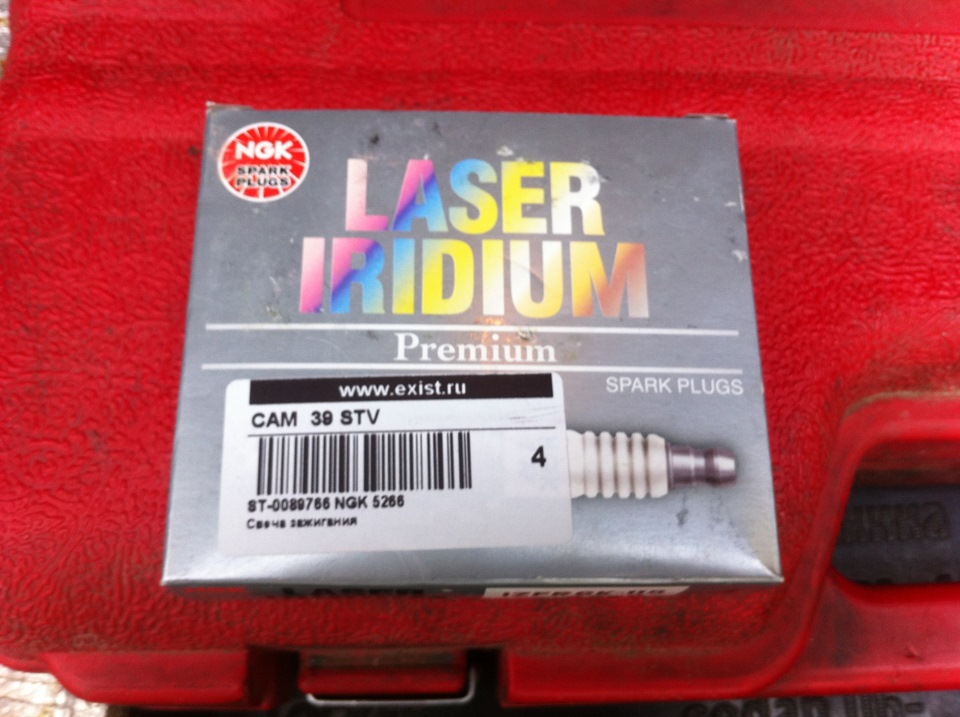 NGK
SPARK
PLUGS
LASER
IRIDIUM
Premium
SPARK PLUGS
www.exist.ru
CAM 39 STV
4
ST-0089766 NGK 5266
Свеча зажигания
LASER